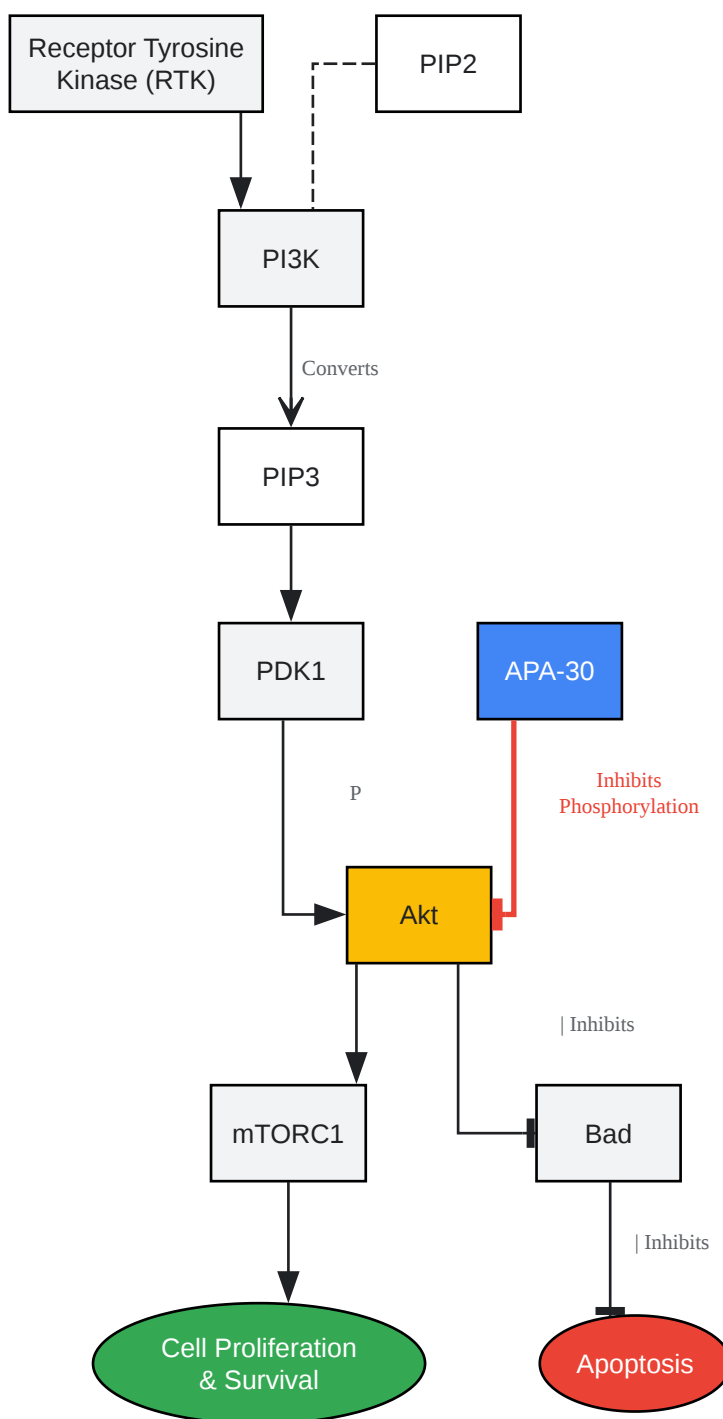 Receptor Tyrosine
Kinase (RTK)
PIP2
PI3K
Converts
PIP3
PDK1
APA-30
P
Inhibits
Phosphorylation
Akt
| Inhibits
mTORC1
Bad
| Inhibits
Cell Proliferation
& Survival
Apoptosis